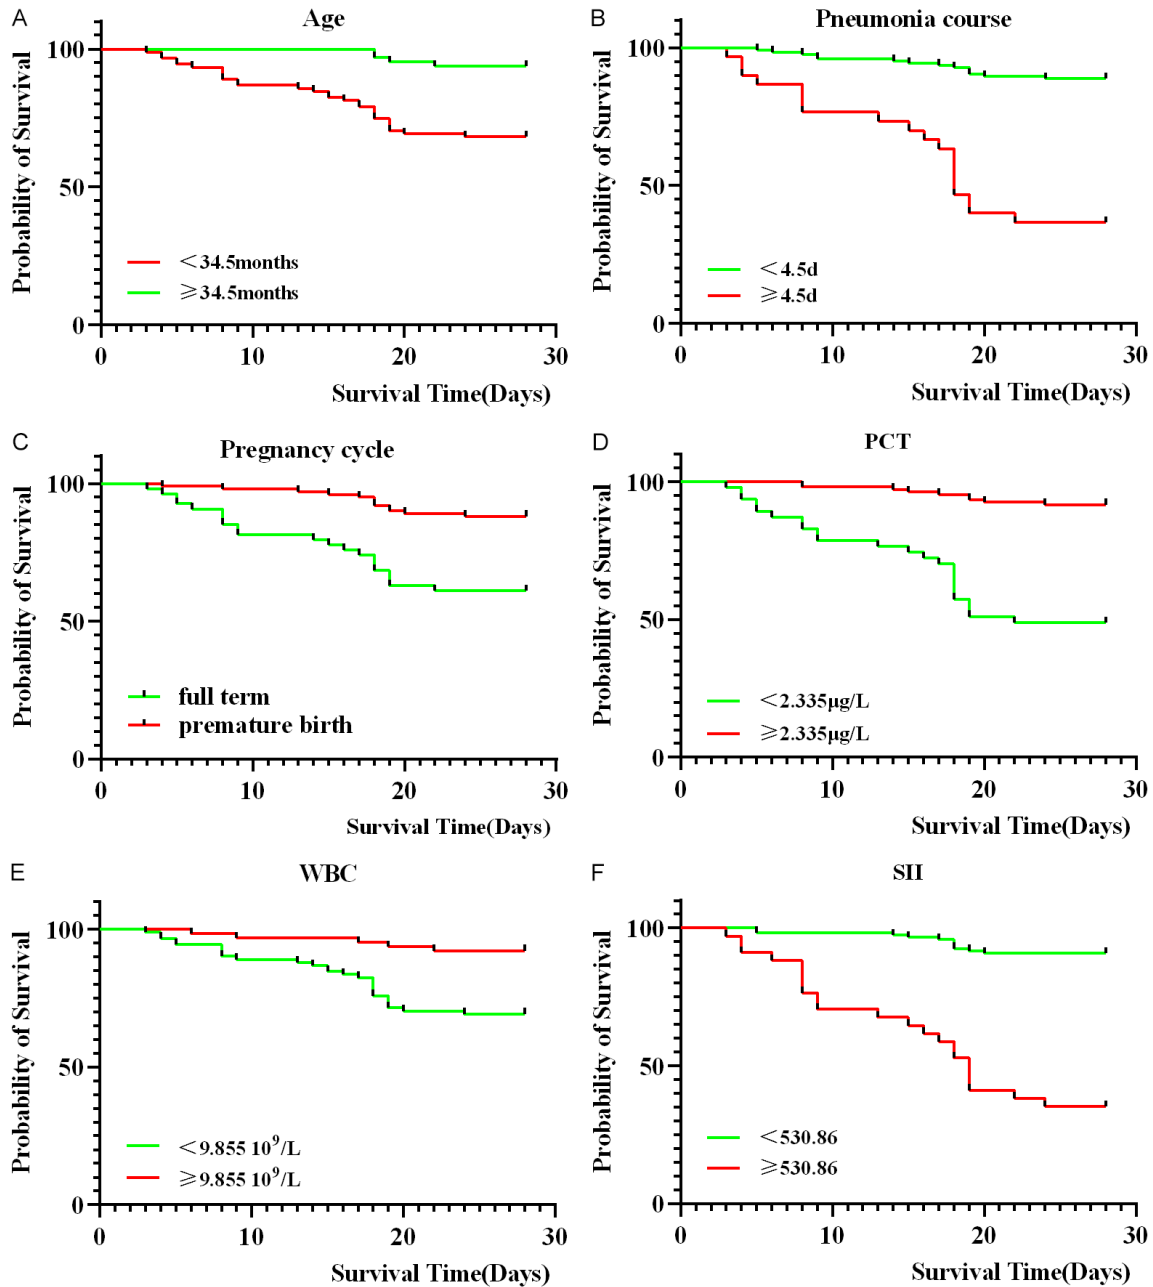 A
Age
Probability of Survival
100
50
0
<34.5months
≥34.5months
0 10 20 30
Survival Time(Days)
B
Pneumonia course
Probability of Survival
100
50
0
<4.5d
≥4.5d
0 10 20 30
Survival Time(Days)
C
Pregnancy cycle
Probability of Survival
100
50
0
full term
premature birth
0 10 20 30
Survival Time(Days)
D
PCT
Probability of Survival
100
50
0
<2.335μg/L
≥2.335μg/L
0 10 20 30
Survival Time(Days)
E
WBC
Probability of Survival
100
50
0
<9.855 10⁹/L
≥9.855 10⁹/L
0 10 20 30
Survival Time(Days)
F
SII
Probability of Survival
100
50
0
<530.86
≥530.86
0 10 20 30
Survival Time(Days)